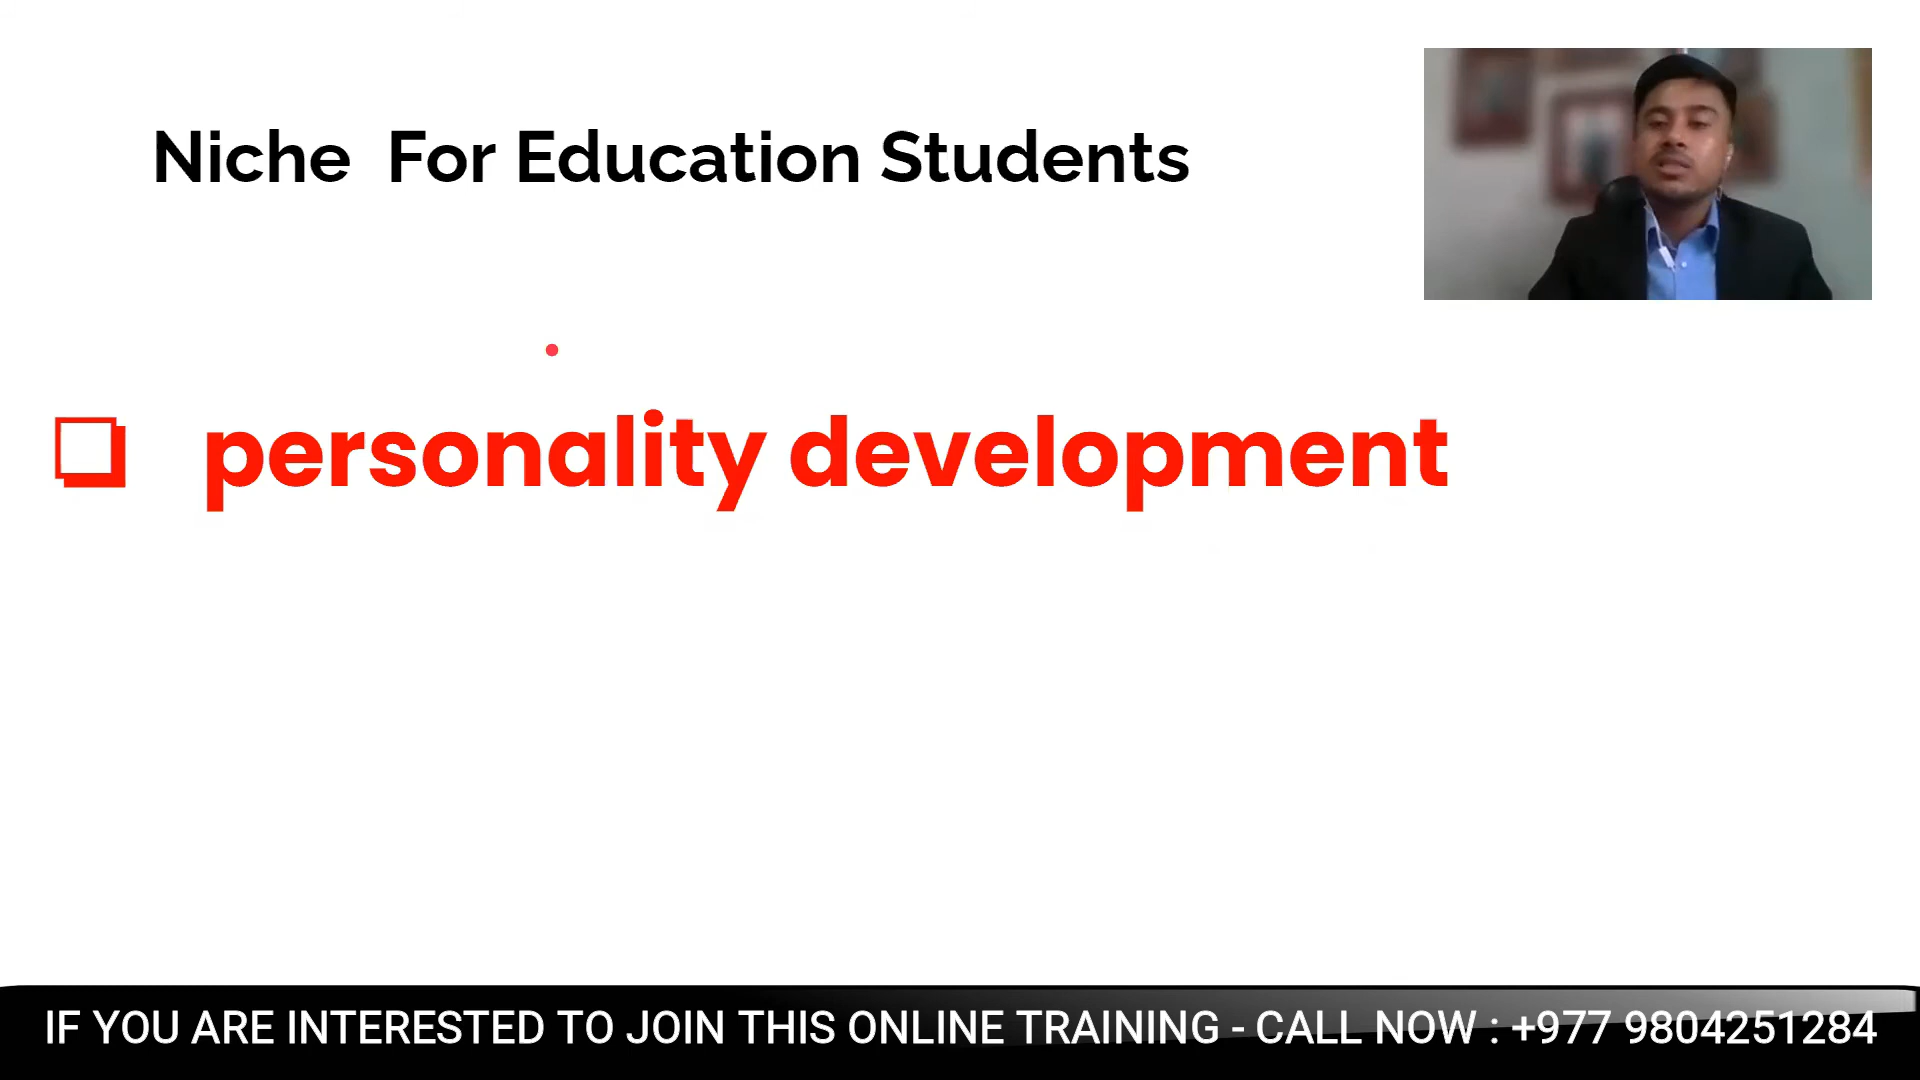 Niche For Education Students
personality development
IF YOU ARE INTERESTED TO JOIN THIS ONLINE TRAINING - CALL NOW : +977 9804251284